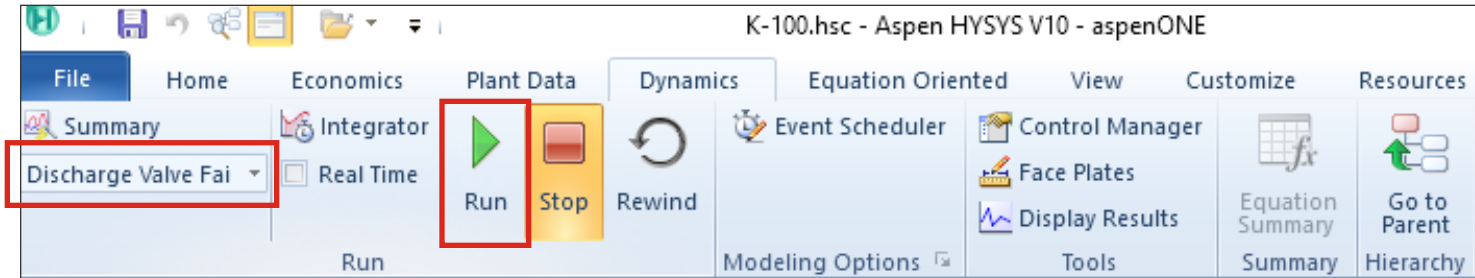 K-100.hsc - Aspen HYSYS V10 - aspenONE
File Home Economics Plant Data Dynamics Equation Oriented View Customize Resources
Summary
Discharge Valve Fai
Integrator
Real Time
Run
Stop
Rewind
Run
Event Scheduler
Modeling Options
Control Manager
Face Plates
Display Results
Tools
fx
Equation
Summary
Summary
Go to
Parent
Hierarchy